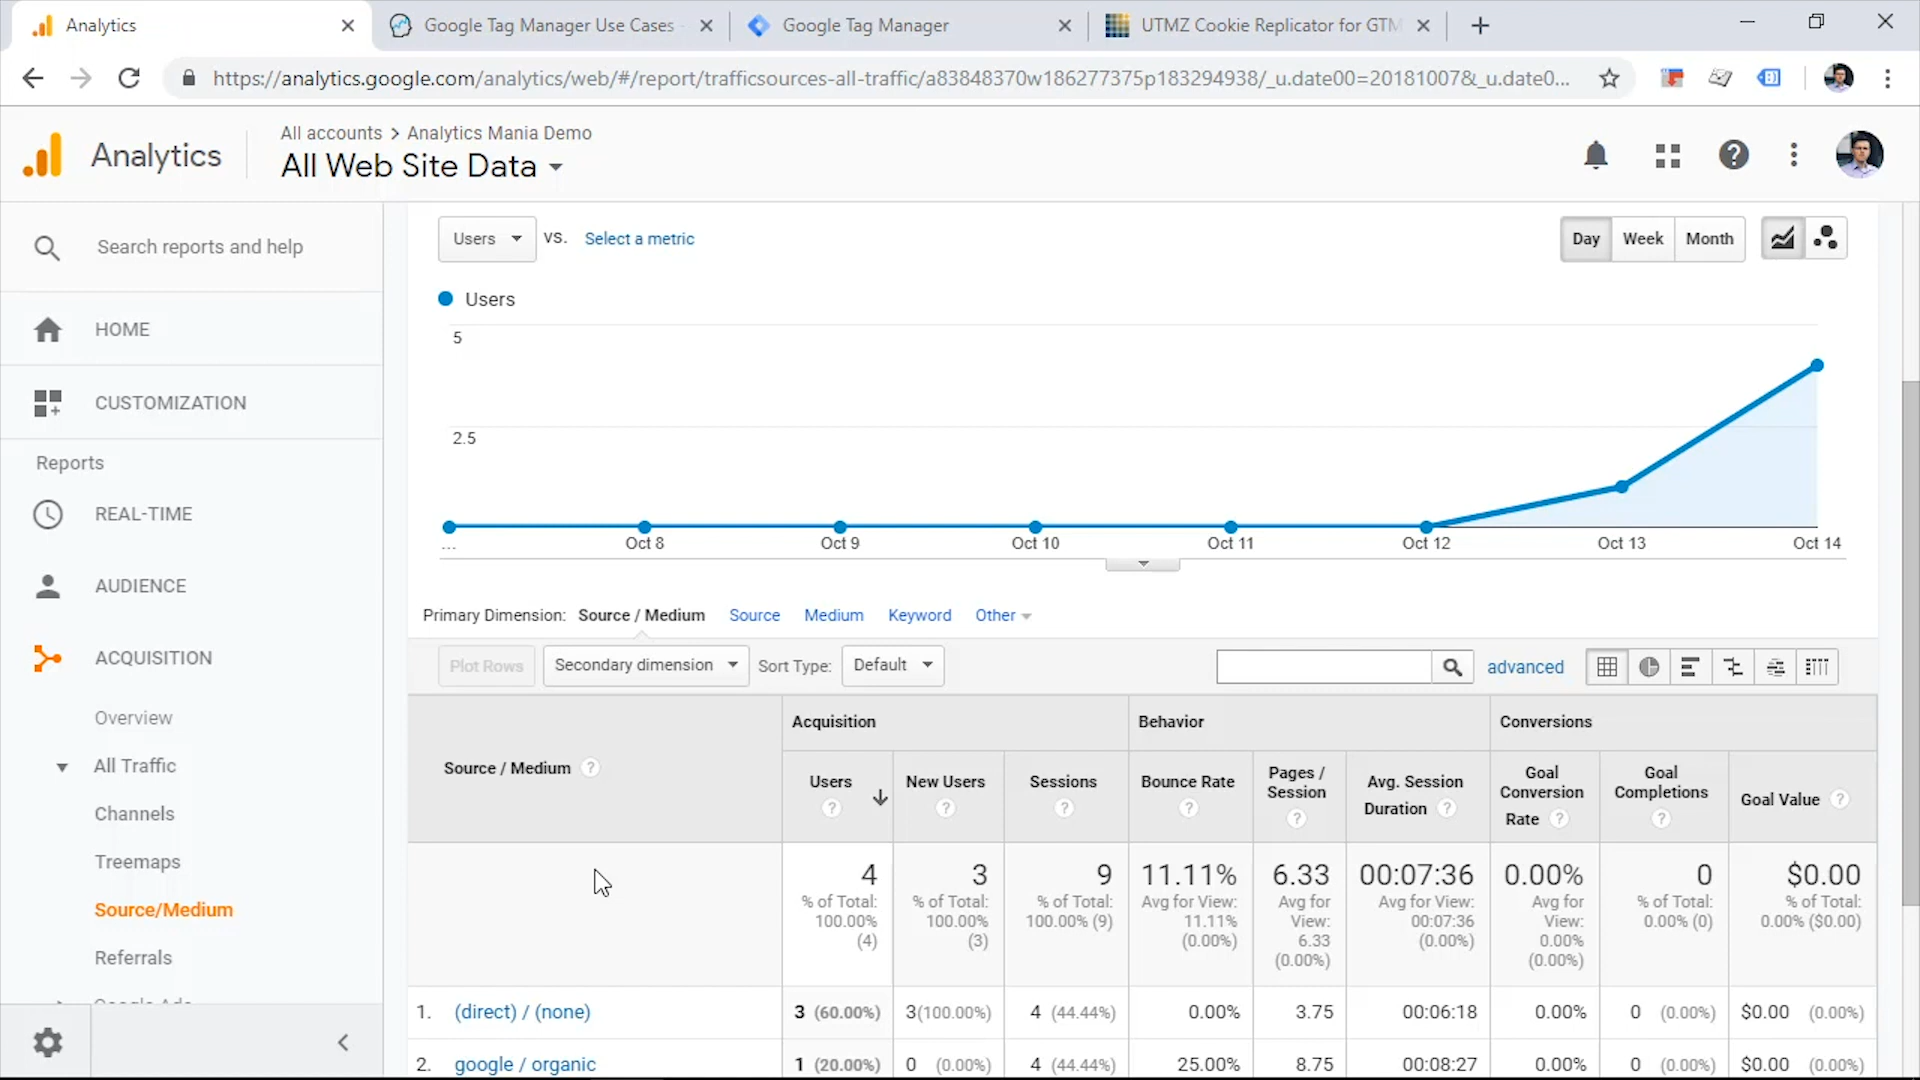 Analytics
Google Tag Manager Use Cases
Google Tag Manager
UTMZ Cookie Replicator for GTM
https://analytics.google.com/analytics/web/#/report/trafficsources-all-traffic/a83848370w186277375p183294938/_u.date00=20181007&_u.date0...
Analytics
All accounts > Analytics Mania Demo
All Web Site Data
Search reports and help
HOME
CUSTOMIZATION
Reports
REAL-TIME
AUDIENCE
ACQUISITION
Overview
All Traffic
Channels
Treemaps
Source/Medium
Referrals
Google Ads
Users
VS.
Select a metric
Day
Week
Month
Users
5
2.5
...
Oct 8
Oct 9
Oct 10
Oct 11
Oct 12
Oct 13
Oct 14
Primary Dimension: Source / Medium Source Medium Keyword Other
Plot Rows
Secondary dimension
Sort Type:
Default
advanced
Source / Medium ?
Acquisition
Behavior
Conversions
Users ?
New Users ?
Sessions ?
Bounce Rate ?
Pages / Session ?
Avg. Session Duration ?
Goal Conversion Rate ?
Goal Completions ?
Goal Value ?
4
% of Total: 100.00% (4)
3
% of Total: 100.00% (3)
9
% of Total: 100.00% (9)
11.11%
Avg for View: 11.11% (0.00%)
6.33
Avg for View: 6.33 (0.00%)
00:07:36
Avg for View: 00:07:36 (0.00%)
0.00%
Avg for View: 0.00% (0.00%)
0
% of Total: 0.00% (0)
$0.00
% of Total: 0.00% ($0.00)
1. (direct) / (none) 3 (60.00%) 3(100.00%) 4 (44.44%) 0.00% 3.75 00:06:18 0.00% 0 (0.00%) $0.00 (0.00%)
2. google / organic 1 (20.00%) 0 (0.00%) 4 (44.44%) 25.00% 8.75 00:08:27 0.00% 0 (0.00%) $0.00 (0.00%)